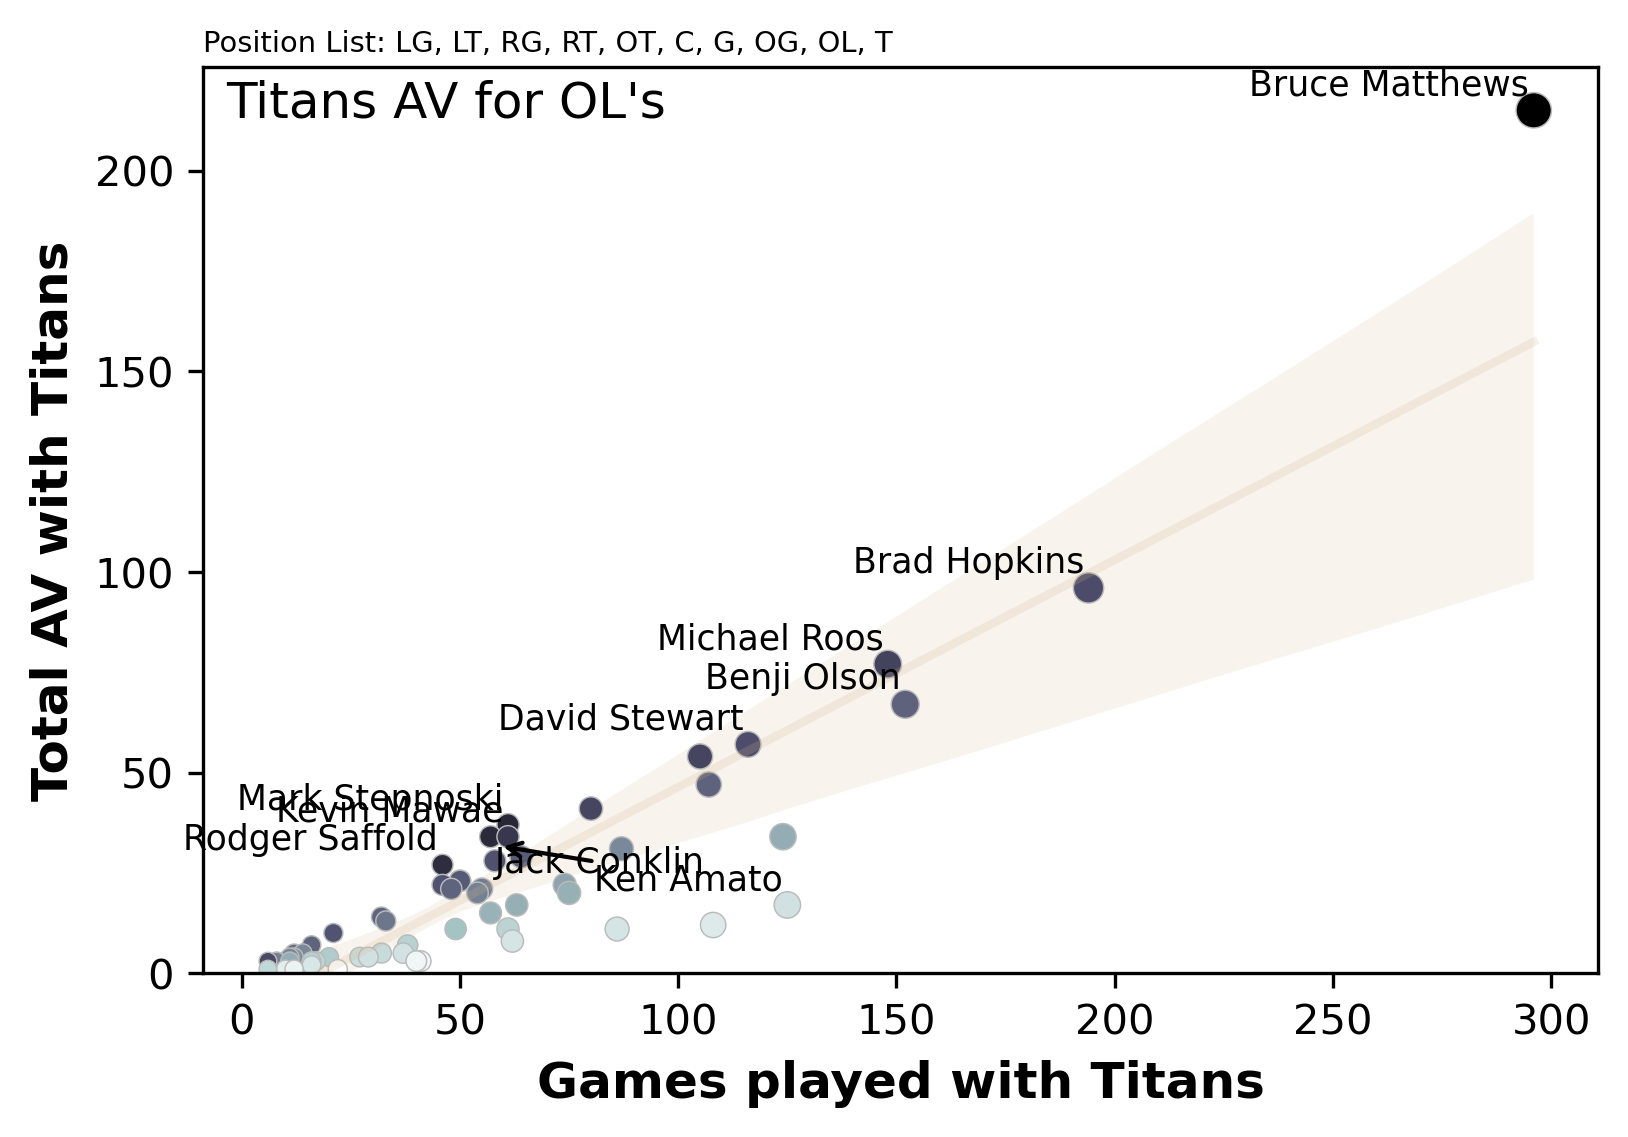 Position List: LG, LT, RG, RT, OT, C, G, OG, OL, T
Titans AV for OL's
Bruce Matthews
Brad Hopkins
Michael Roos
Benji Olson
David Stewart
Mark Stepnoski
Kevin Mawae
Rodger Saffold
Jack Conklin
Ken Amato
Total AV with Titans
200
150
100
50
0
0 50 100 150 200 250 300
Games played with Titans